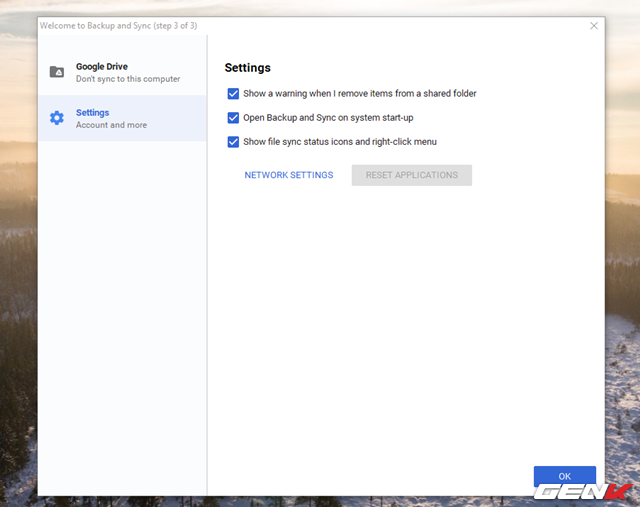 Welcome to Backup and Sync (step 3 of 3)
Google Drive
Don't sync to this computer
Settings
Account and more
Settings
Show a warning when I remove items from a shared folder
Open Backup and Sync on system start-up
Show file sync status icons and right-click menu
NETWORK SETTINGS
RESET APPLICATIONS
OK
GENK